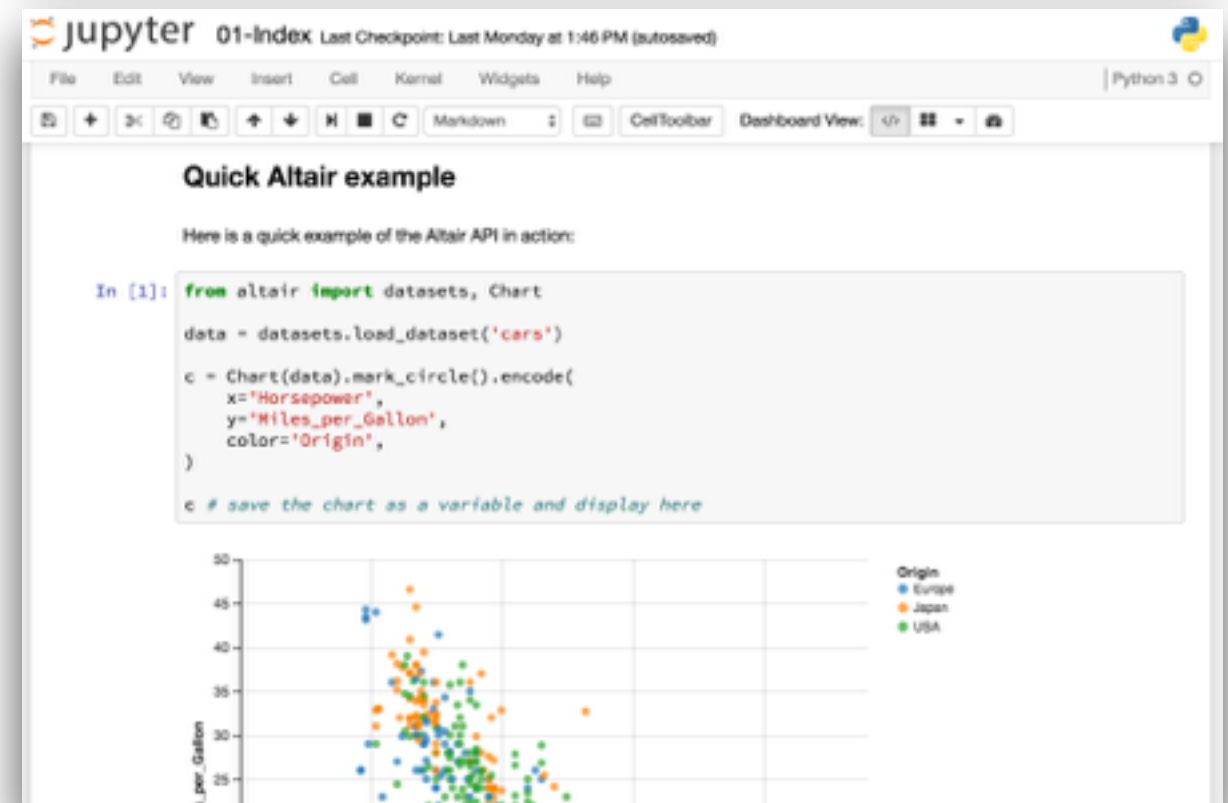 jupyter 01-Index Last Checkpoint: Last Monday at 1:46 PM (autosaved)
File Edit View Insert Cell Kernel Widgets Help Python 3
Markdown CellToolbar Dashboard View: </>
Quick Altair example
Here is a quick example of the Altair API in action:
In [1]: from altair import datasets, Chart
data = datasets.load_dataset('cars')
c = Chart(data).mark_circle().encode(
x='Horsepower',
y='Miles_per_Gallon',
color='Origin',
)
c # save the chart as a variable and display here
50
45
40
35
30
25
_per_Gallon
Origin
Europe
Japan
USA